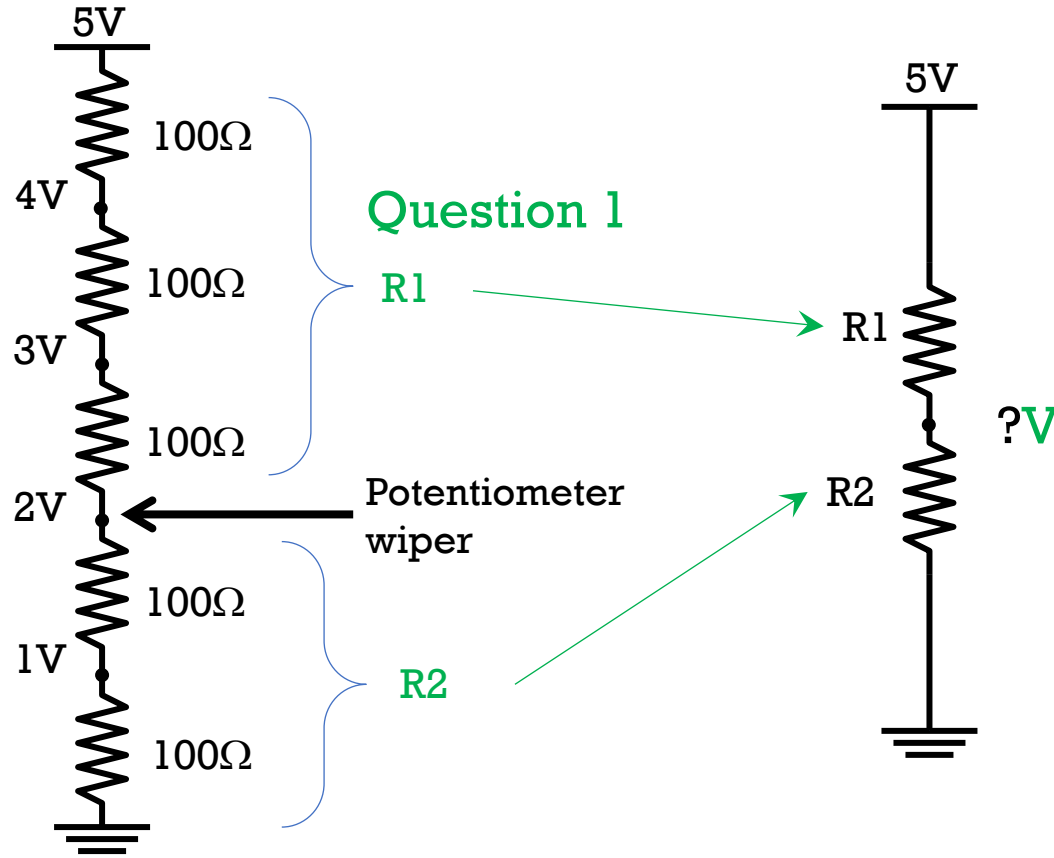 5V
100Ω
4V
100Ω
3V
100Ω
2V
100Ω
1V
100Ω
Question 1
R1
Potentiometer
wiper
R2
5V
R1
?V
R2